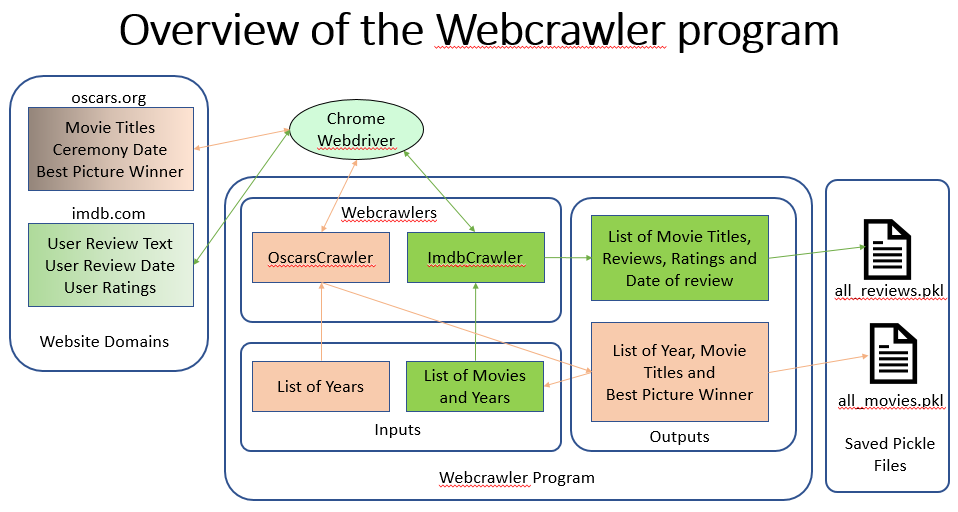 Overview of the Webcrawler program
oscars.org
Movie Titles
Ceremony Date
Best Picture Winner
imdb.com
User Review Text
User Review Date
User Ratings
Website Domains
Chrome
Webdriver
Webcrawlers
OscarsCrawler
ImdbCrawler
List of Years
List of Movies
and Years
Inputs
List of Movie Titles,
Reviews, Ratings and
Date of review
List of Year, Movie
Titles and
Best Picture Winner
Outputs
Webcrawler Program
all_reviews.pkl
all_movies.pkl
Saved Pickle
Files